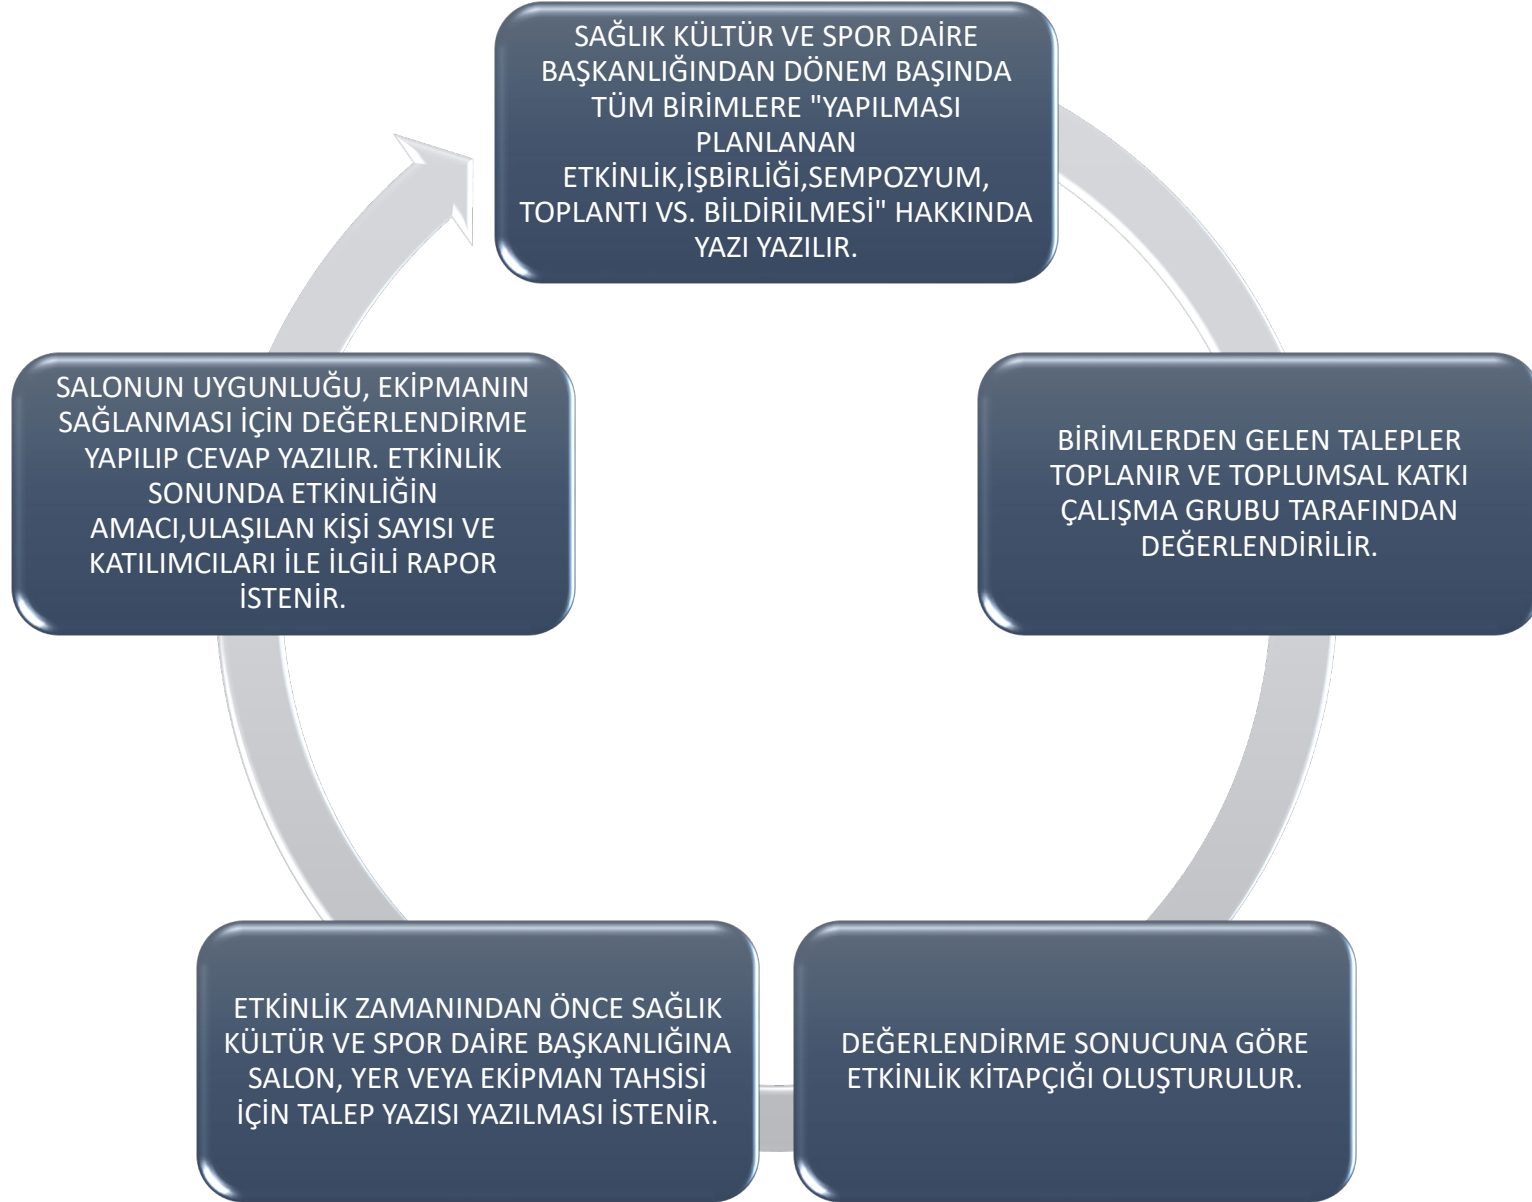 SAĞLIK KÜLTÜR VE SPOR DAİRE
BAŞKANLIĞINDAN DÖNEM BAŞINDA
TÜM BİRİMLERE "YAPILMASI
PLANLANAN
ETKİNLİK,İŞBİRLİĞİ,SEMPOZYUM,
TOPLANTI VS. BİLDİRİLMESİ" HAKKINDA
YAZI YAZILIR.
BİRİMLERDEN GELEN TALEPLER
TOPLANIR VE TOPLUMSAL KATKI
ÇALIŞMA GRUBU TARAFINDAN
DEĞERLENDİRİLİR.
DEĞERLENDİRME SONUCUNA GÖRE
ETKİNLİK KİTAPÇIĞI OLUŞTURULUR.
ETKİNLİK ZAMANINDAN ÖNCE SAĞLIK
KÜLTÜR VE SPOR DAİRE BAŞKANLIĞINA
SALON, YER VEYA EKİPMAN TAHSİSİ
İÇİN TALEP YAZISI YAZILMASI İSTENİR.
SALONUN UYGUNLUĞU, EKİPMANIN
SAĞLANMASI İÇİN DEĞERLENDİRME
YAPILIP CEVAP YAZILIR. ETKİNLİK
SONUNDA ETKİNLİĞİN
AMACI,ULAŞILAN KİŞİ SAYISI VE
KATILIMCILARI İLE İLGİLİ RAPOR
İSTENİR.